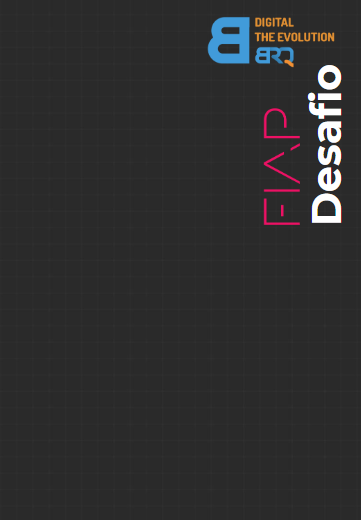 DIGITAL
THE EVOLUTION
BRQ
FIAP
Desafio